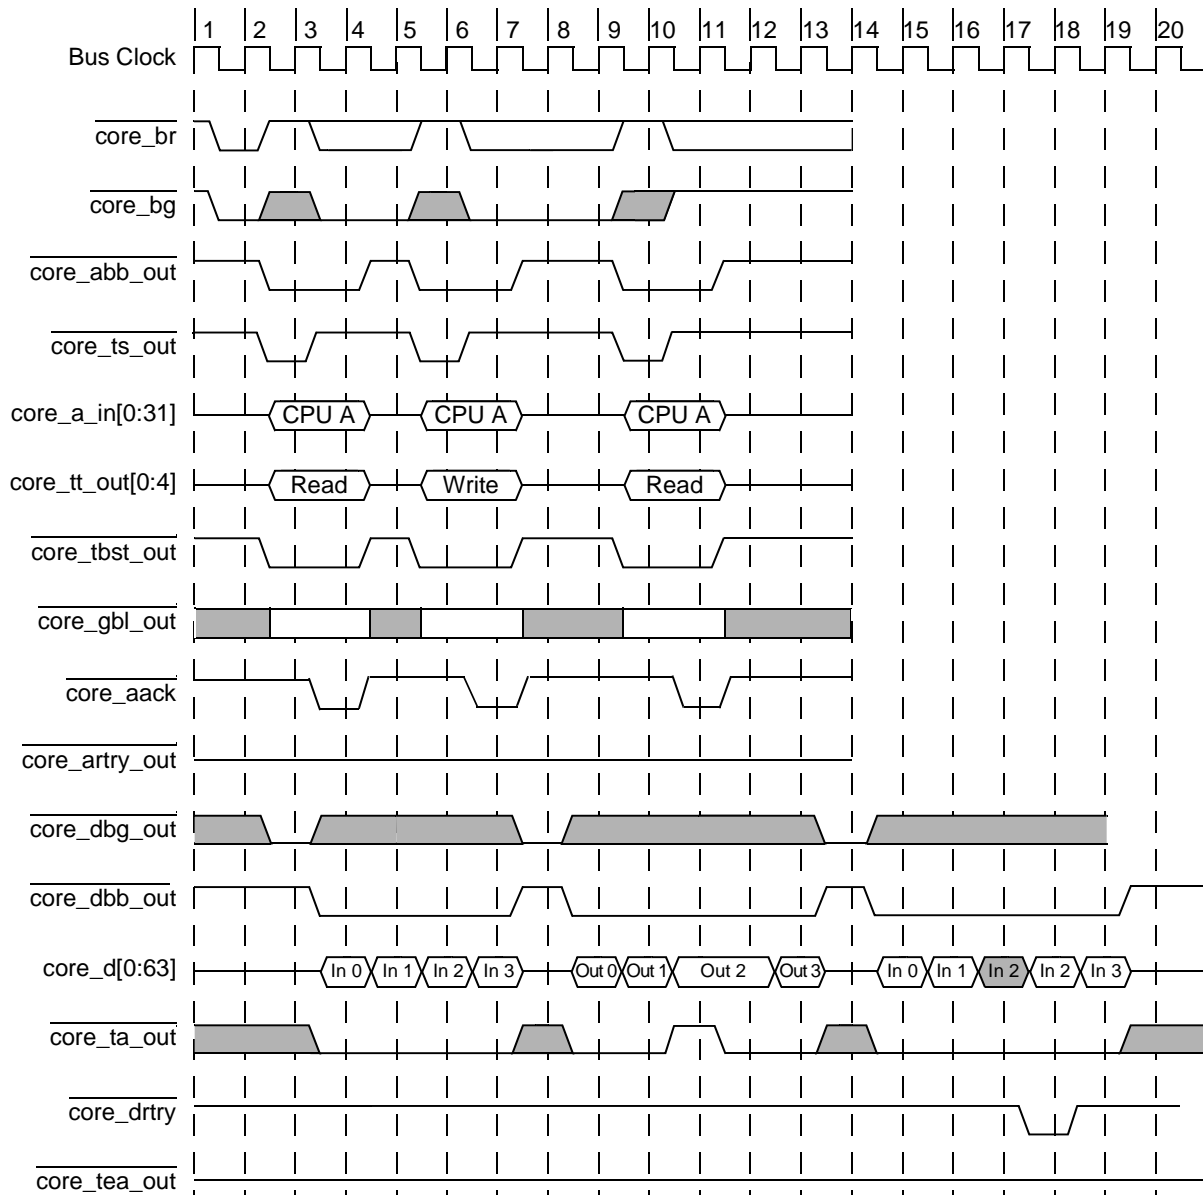 1 2 3 4 5 6 7 8 9 10 11 12 13 14 15 16 17 18 19 20
Bus Clock
core_br
core_bg
core_abb_out
core_ts_out
core_a_in[0:31] CPU A CPU A CPU A
core_tt_out[0:4] Read Write Read
core_tbst_out
core_gbl_out
core_aack
core_artry_out
core_dbg_out
core_dbb_out
core_d[0:63] In 0 In 1 In 2 In 3 Out 0 Out 1 Out 2 Out 3 In 0 In 1 In 2 In 2 In 3
core_ta_out
core_drtry
core_tea_out